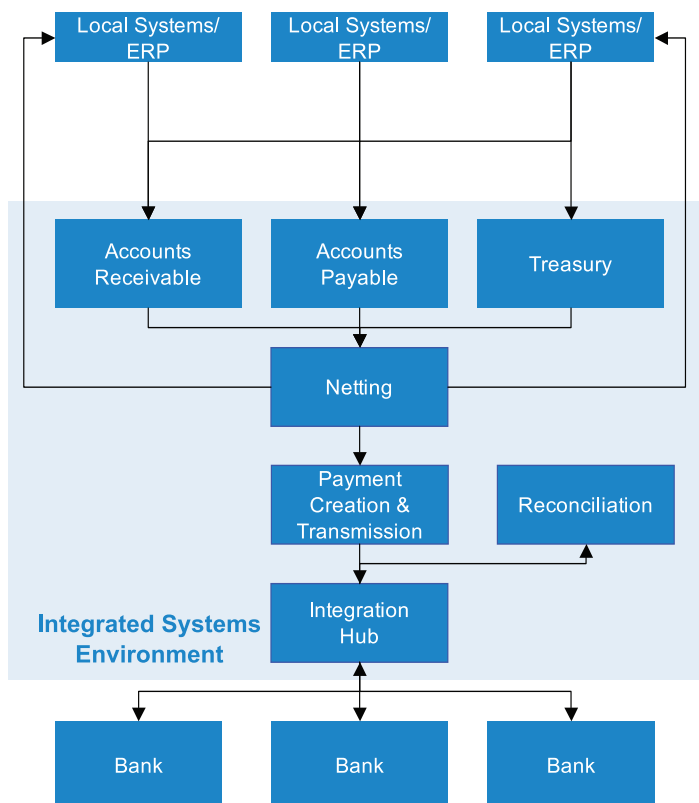 Local Systems/
ERP
Local Systems/
ERP
Local Systems/
ERP
Accounts
Receivable
Accounts
Payable
Treasury
Netting
Payment
Creation &
Transmission
Reconciliation
Integration
Hub
Integrated Systems
Environment
Bank
Bank
Bank